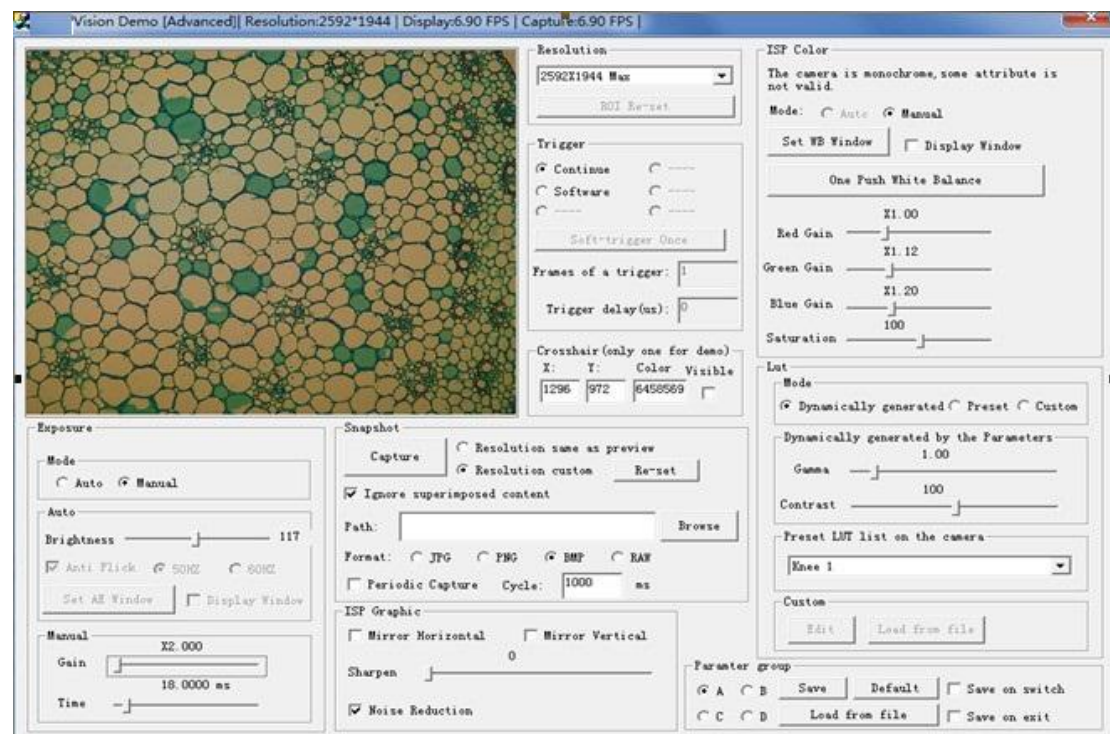 Vision Demo [Advanced]| Resolution:2592*1944 | Display:6.90 FPS | Capture:6.90 FPS |
Resolution
2592X1944 Max
ROI Re-set
Trigger
Continue ----
Software ----
---- ----
Soft-trigger Once
Frames of a trigger: 1
Trigger delay(us): 0
Crosshair(only one for demo)
X: Y: Color Visible
1296 972 6458569
ISP Color
The camera is monochrome,some attribute is
not valid.
Mode: Auto Manual
Set WB Window Display Window
One Push White Balance
X1.00
Red Gain
X1.12
Green Gain
X1.20
Blue Gain
100
Saturation
Lut
Mode
Dynamically generated Preset Custom
Dynamically generated by the Parameters
1.00
Gamma
100
Contrast
Preset LUT list on the camera
Knee 1
Custom
Edit Load from file
Exposure
Mode
Auto Manual
Auto
Brightness 117
Anti Flick 50HZ 60HZ
Set AE Window Display Window
Manual
X2.000
Gain
18.0000 ms
Time
Snapshot
Capture Resolution same as preview
Resolution custom Re-set
Ignore superimposed content
Path: Browse
Format: JPG PNG BMP RAW
Periodic Capture Cycle: 1000 ms
ISP Graphic
Mirror Horizontal Mirror Vertical
0
Sharpen
Noise Reduction
Paramter group
A B Save Default Save on switch
C D Load from file Save on exit